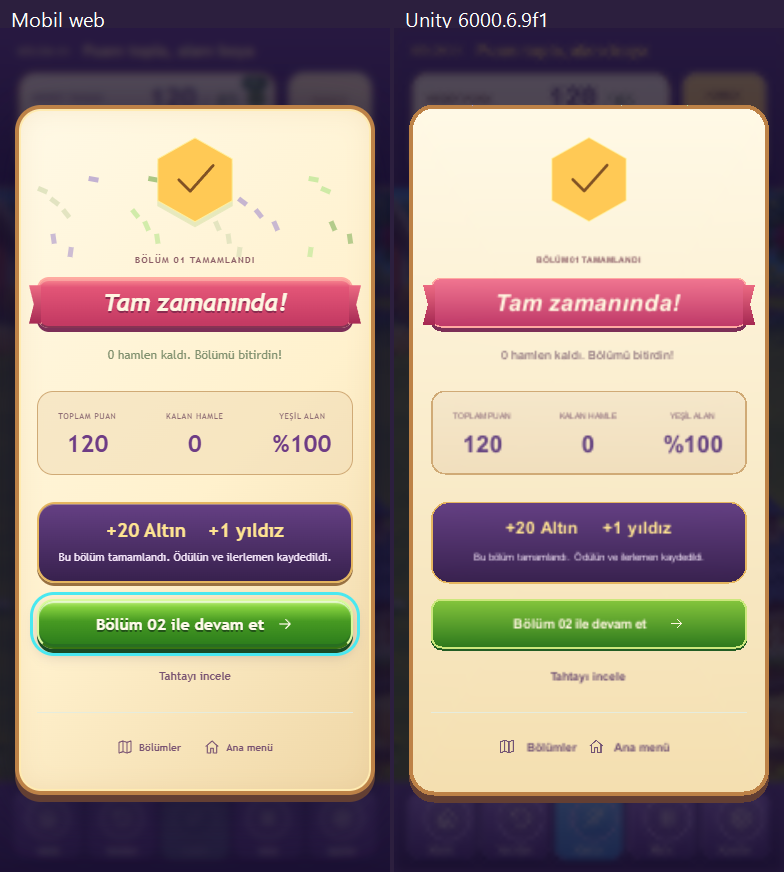 Mobil web
120
BÖLÜM 01 TAMAMLANDI
Tam zamanında!
0 hamlen kaldı. Bölümü bitirdin!
TOPLAM PUAN KALAN HAMLE YEŞİL ALAN
120 0 %100
+20 Altın +1 yıldız
Bu bölüm tamamlandı. Ödülün ve ilerlemen kaydedildi.
Bölüm 02 ile devam et →
Tahtayı incele
Bölümler Ana menü
Unity 6000.6.9f1
120
BÖLÜM 01 TAMAMLANDI
Tam zamanında!
0 hamlen kaldı. Bölümü bitirdin!
TOPLAM PUAN KALAN HAMLE YEŞİL ALAN
120 0 %100
+20 Altın +1 yıldız
Bu bölüm tamamlandı. Ödülün ve ilerlemen kaydedildi.
Bölüm 02 ile devam et →
Tahtayı incele
Bölümler Ana menü